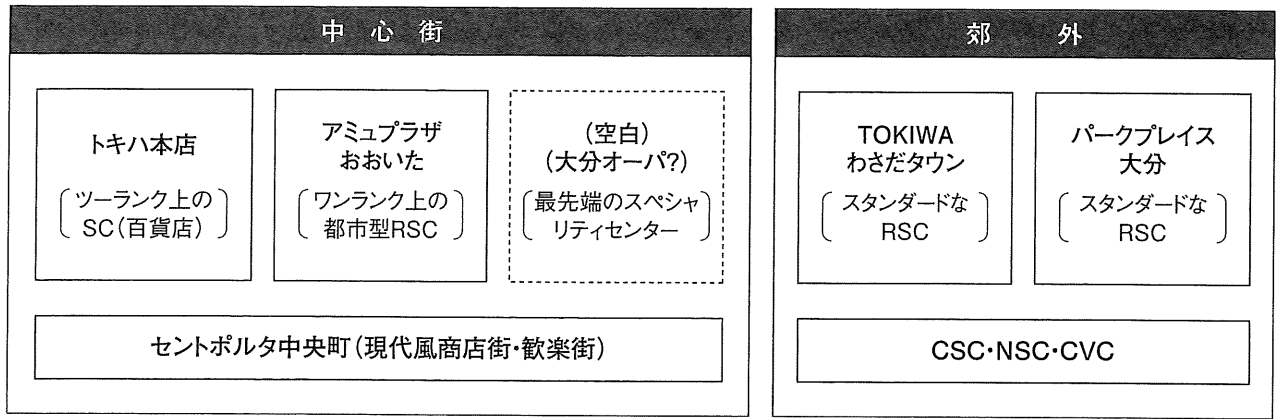 中心街
トキハ本店
(ツーランク上の
SC(百貨店))
アミュプラザ
おおいた
(ワンランク上の
都市型RSC)
(空白)
(大分オーパ?)
(最先端のスペシャ
リティセンター)
セントポルタ中央町(現代風商店街・歓楽街)
郊外
TOKIWA
わさだタウン
(スタンダードな
RSC)
パークプレイス
大分
(スタンダードな
RSC)
CSC・NSC・CVC